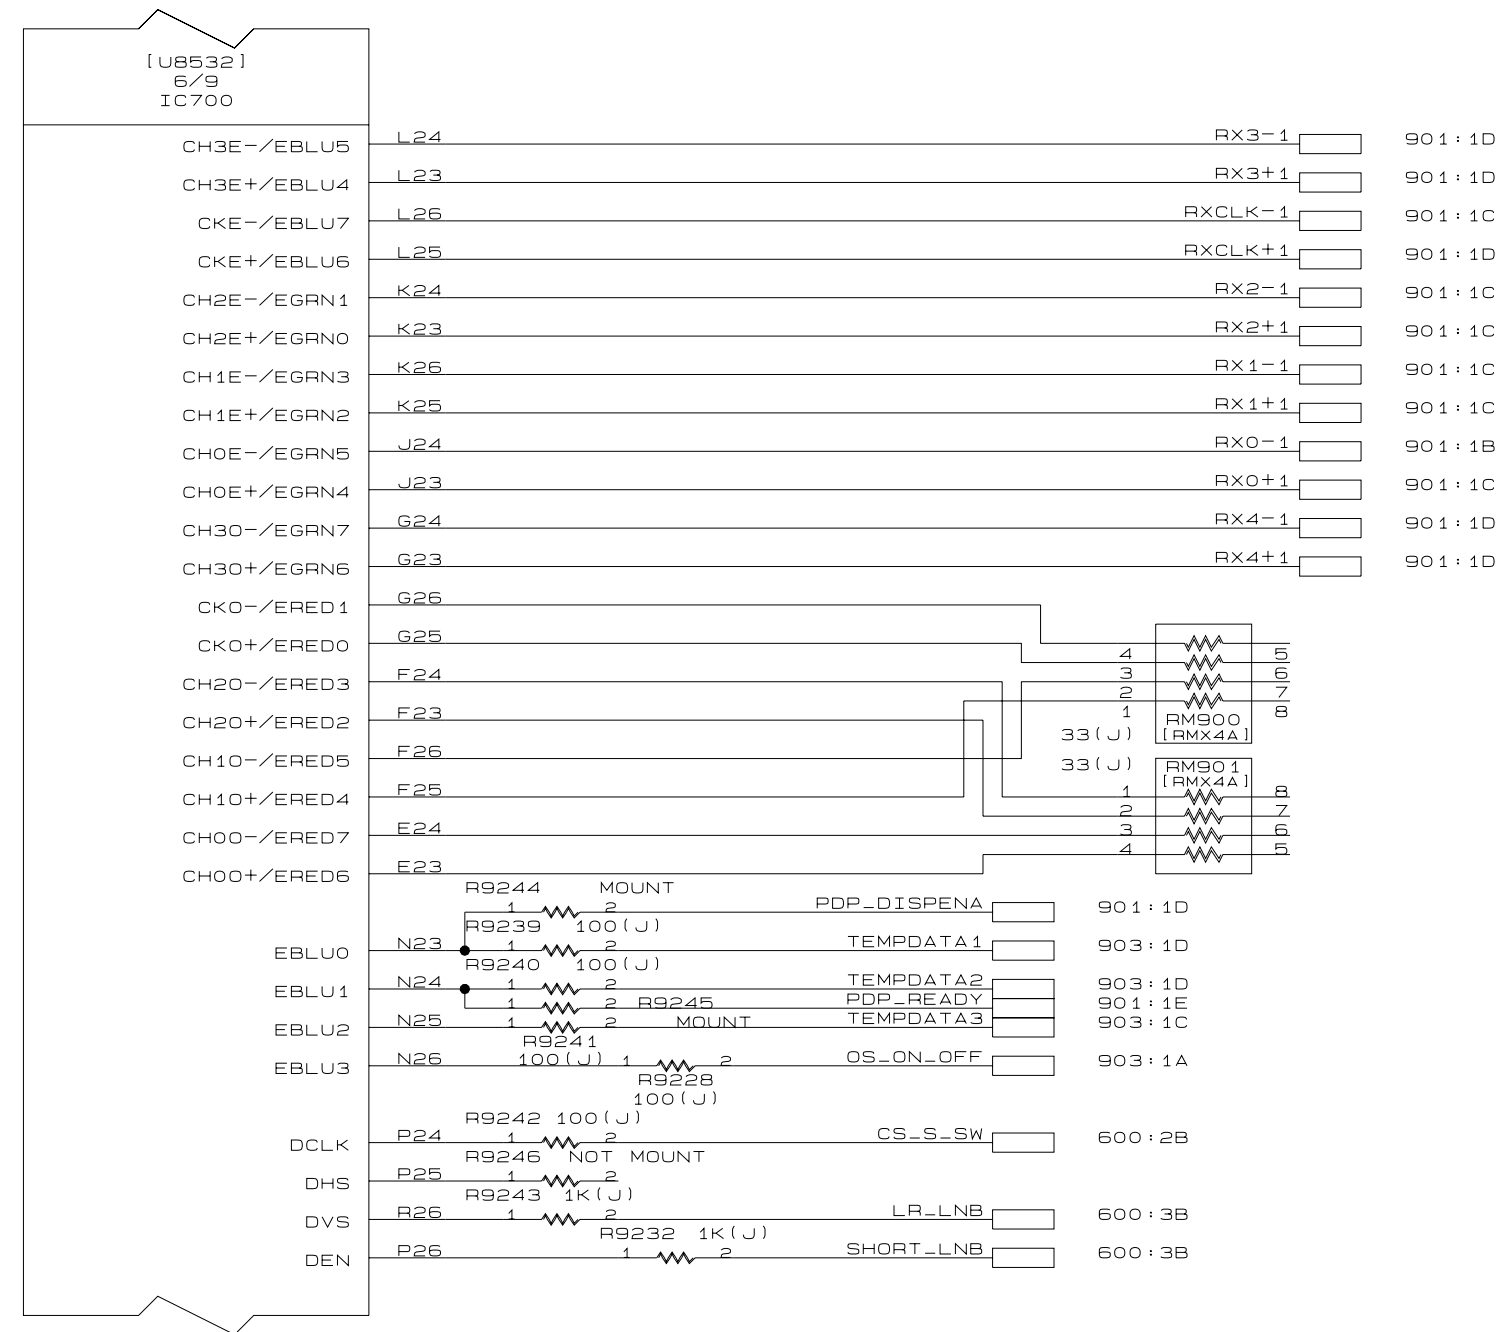 [U8532]
6/9
IC700
CH3E-/EBLU5 L24 RX3-1 901:1D
CH3E+/EBLU4 L23 RX3+1 901:1D
CKE-/EBLU7 L26 RXCLK-1 901:1C
CKE+/EBLU6 L25 RXCLK+1 901:1D
CH2E-/EGRN1 K24 RX2-1 901:1C
CH2E+/EGRN0 K23 RX2+1 901:1C
CH1E-/EGRN3 K26 RX1-1 901:1C
CH1E+/EGRN2 K25 RX1+1 901:1C
CH0E-/EGRN5 J24 RX0-1 901:1B
CH0E+/EGRN4 J23 RX0+1 901:1C
CH3O-/EGRN7 G24 RX4-1 901:1D
CH3O+/EGRN6 G23 RX4+1 901:1D
CKO-/ERED1 G26
CKO+/ERED0 G25
4 5
CH2O-/ERED3 F24 3 6
2 7
CH2O+/ERED2 F23 1 8
RM900
33(J) [RMX4A]
CH1O-/ERED5 F26
33(J) RM901
[RMX4A]
CH1O+/ERED4 F25 1 8
2 7
CH0O-/ERED7 E24 3 6
4 5
CH0O+/ERED6 E23
R9244 MOUNT
1 2 PDP_DISPENA 901:1D
R9239 100(J)
EBLU0 N23 1 2 TEMPDATA1 903:1D
R9240 100(J)
EBLU1 N24 1 2 TEMPDATA2 903:1D
1 2 R9245 PDP_READY 901:1E
EBLU2 N25 1 2 MOUNT TEMPDATA3 903:1C
R9241
100(J)
EBLU3 N26 1 2 OS_ON_OFF 903:1A
R9228
100(J)
R9242 100(J)
DCLK P24 1 2 CS_S_SW 600:2B
R9246 NOT MOUNT
DHS P25 1 2
R9243 1K(J)
DVS R26 1 2 LR_LNB 600:3B
R9232 1K(J)
DEN P26 1 2 SHORT_LNB 600:3B